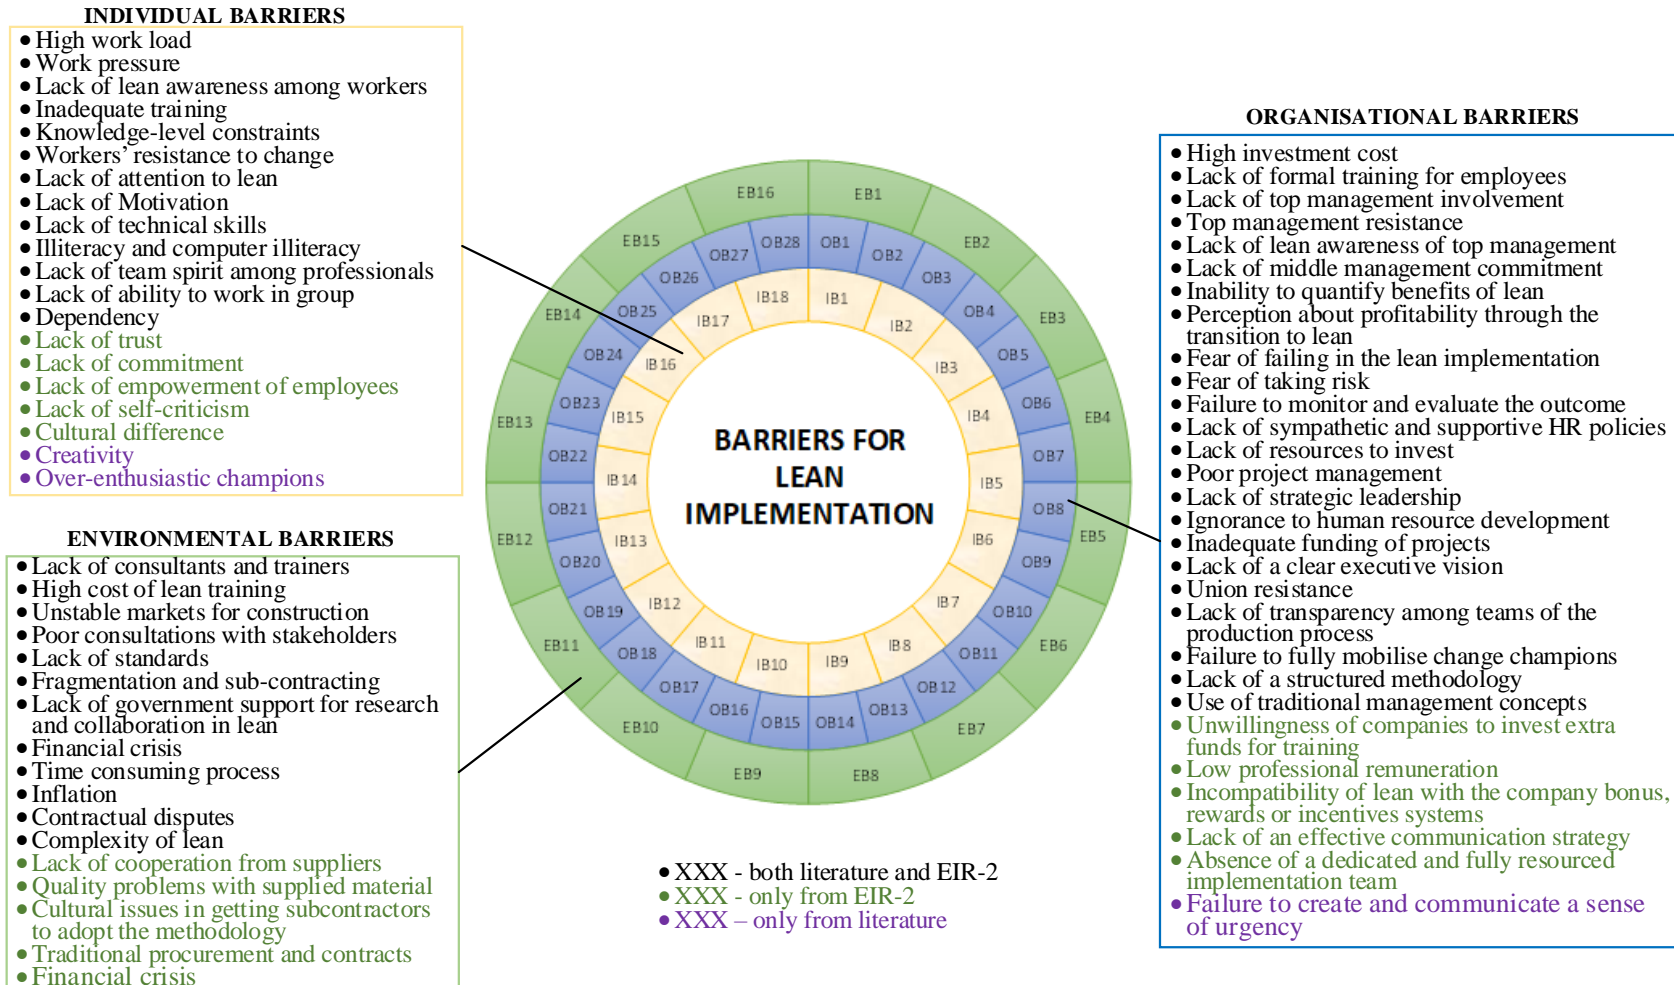 INDIVIDUAL BARRIERS
• High work load
• Work pressure
• Lack of lean awareness among workers
• Inadequate training
• Knowledge-level constraints
• Workers' resistance to change
• Lack of attention to lean
• Lack of Motivation
• Lack of technical skills
• Illiteracy and computer illiteracy
• Lack of team spirit among professionals
• Lack of ability to work in group
• Dependency
• Lack of trust
• Lack of commitment
• Lack of empowerment of employees
• Lack of self-criticism
• Cultural difference
• Creativity
• Over-enthusiastic champions
ENVIRONMENTAL BARRIERS
• Lack of consultants and trainers
• High cost of lean training
• Unstable markets for construction
• Poor consultations with stakeholders
• Lack of standards
• Fragmentation and sub-contracting
• Lack of government support for research
and collaboration in lean
• Financial crisis
• Time consuming process
• Inflation
• Contractual disputes
• Complexity of lean
• Lack of cooperation from suppliers
• Quality problems with supplied material
• Cultural issues in getting subcontractors
to adopt the methodology
• Traditional procurement and contracts
• Financial crisis
BARRIERS FOR
LEAN
IMPLEMENTATION
EB1
EB2
EB3
EB4
EB5
EB6
EB7
EB8
EB9
EB10
EB11
EB12
EB13
EB14
EB15
EB16
OB1
OB2
OB3
OB4
OB5
OB6
OB7
OB8
OB9
OB10
OB11
OB12
OB13
OB14
OB15
OB16
OB17
OB18
OB19
OB20
OB21
OB22
OB23
OB24
OB25
OB26
OB27
OB28
IB1
IB2
IB3
IB4
IB5
IB6
IB7
IB8
IB9
IB10
IB11
IB12
IB13
IB14
IB15
IB16
IB17
IB18
• XXX - both literature and EIR-2
• XXX - only from EIR-2
• XXX – only from literature
ORGANISATIONAL BARRIERS
• High investment cost
• Lack of formal training for employees
• Lack of top management involvement
• Top management resistance
• Lack of lean awareness of top management
• Lack of middle management commitment
• Inability to quantify benefits of lean
• Perception about profitability through the
transition to lean
• Fear of failing in the lean implementation
• Fear of taking risk
• Failure to monitor and evaluate the outcome
• Lack of sympathetic and supportive HR policies
• Lack of resources to invest
• Poor project management
• Lack of strategic leadership
• Ignorance to human resource development
• Inadequate funding of projects
• Lack of a clear executive vision
• Union resistance
• Lack of transparency among teams of the
production process
• Failure to fully mobilise change champions
• Lack of a structured methodology
• Use of traditional management concepts
• Unwillingness of companies to invest extra
funds for training
• Low professional remuneration
• Incompatibility of lean with the company bonus,
rewards or incentives systems
• Lack of an effective communication strategy
• Absence of a dedicated and fully resourced
implementation team
• Failure to create and communicate a sense
of urgency